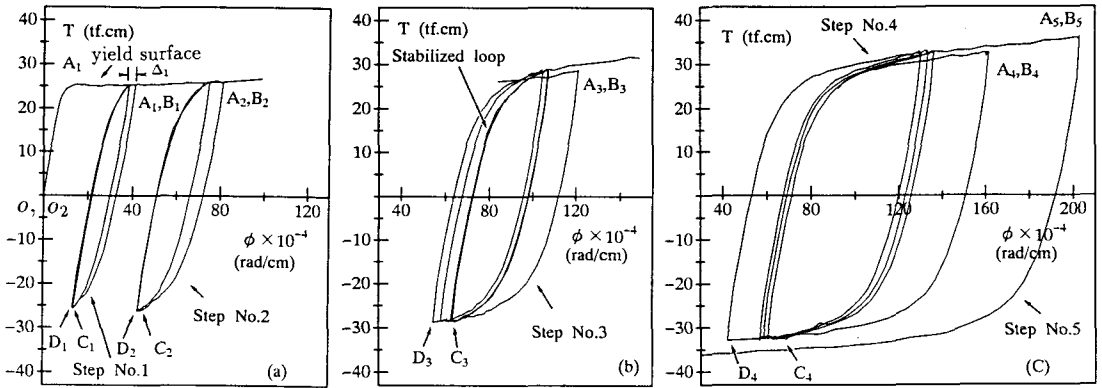 40
30
20
10
0
-10
-20
-30
-40
T (tf.cm)
yield surface
A₁
Δ₁
A₁,B₁
A₂,B₂
O, O₂
40
80
120
ϕ × 10⁻⁴
(rad/cm)
Step No.2
D₁ C₁ D₂ C₂
Step No.1
(a)
40
30
20
10
0
-10
-20
-30
-40
T (tf.cm)
Stabilized loop
A₃,B₃
40
80
120
ϕ × 10⁻⁴
(rad/cm)
Step No.3
D₃ C₃
(b)
40
30
20
10
0
-10
-20
-30
-40
T (tf.cm)
Step No.4
A₅,B₅
A₄,B₄
40
80
120
160
200
ϕ × 10⁻⁴
(rad/cm)
Step No.5
D₄ C₄
(C)